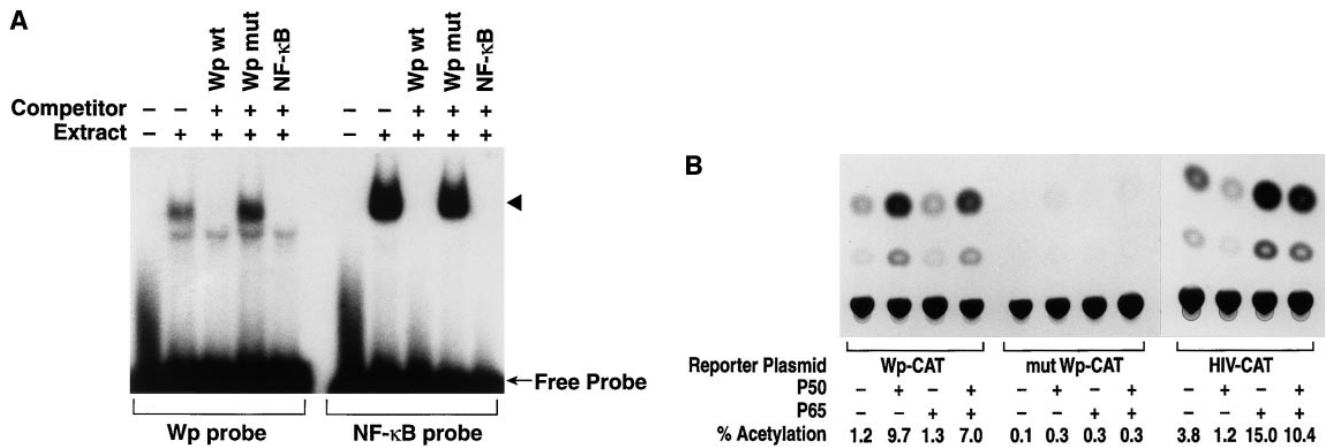 A
Wp wt
Wp mut
NF-κB
Wp wt
Wp mut
NF-κB
Competitor – – + + + – – + + +
Extract – + + + + – + + + +
Free Probe
Wp probe
NF-κB probe
B
Reporter Plasmid Wp-CAT mut Wp-CAT HIV-CAT
P50 – + – + – + – + – + – +
P65 – – + + – – + + – – + +
% Acetylation 1.2 9.7 1.3 7.0 0.1 0.3 0.3 0.3 3.8 1.2 15.0 10.4